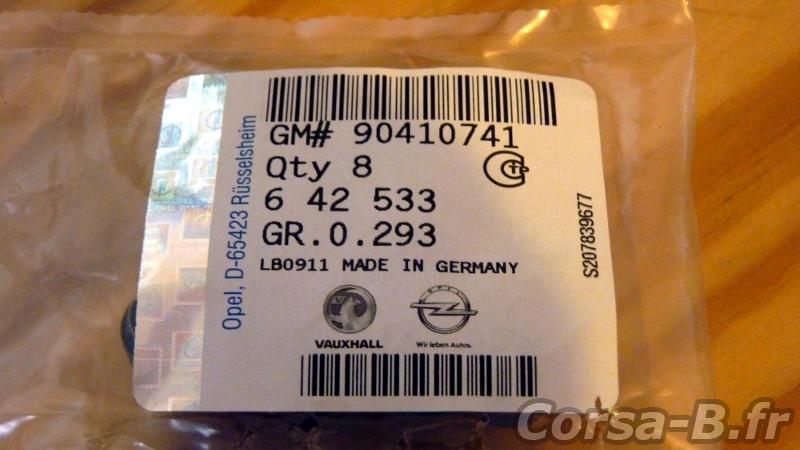 GM# 90410741
Qty 8
6 42 533
GR.0.293
LB0911 MADE IN GERMANY
VAUXHALL
OPEL
Wir leben Autos.
Opel, D-65423 Rüsselsheim
S207839677
Corsa-B.fr